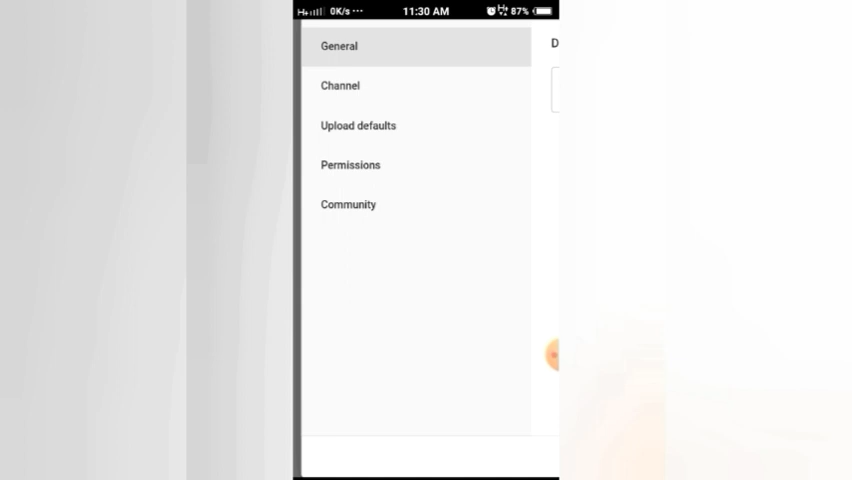 0K/s ··· 11:30 AM 87%
General
D
Channel
Upload defaults
Permissions
Community